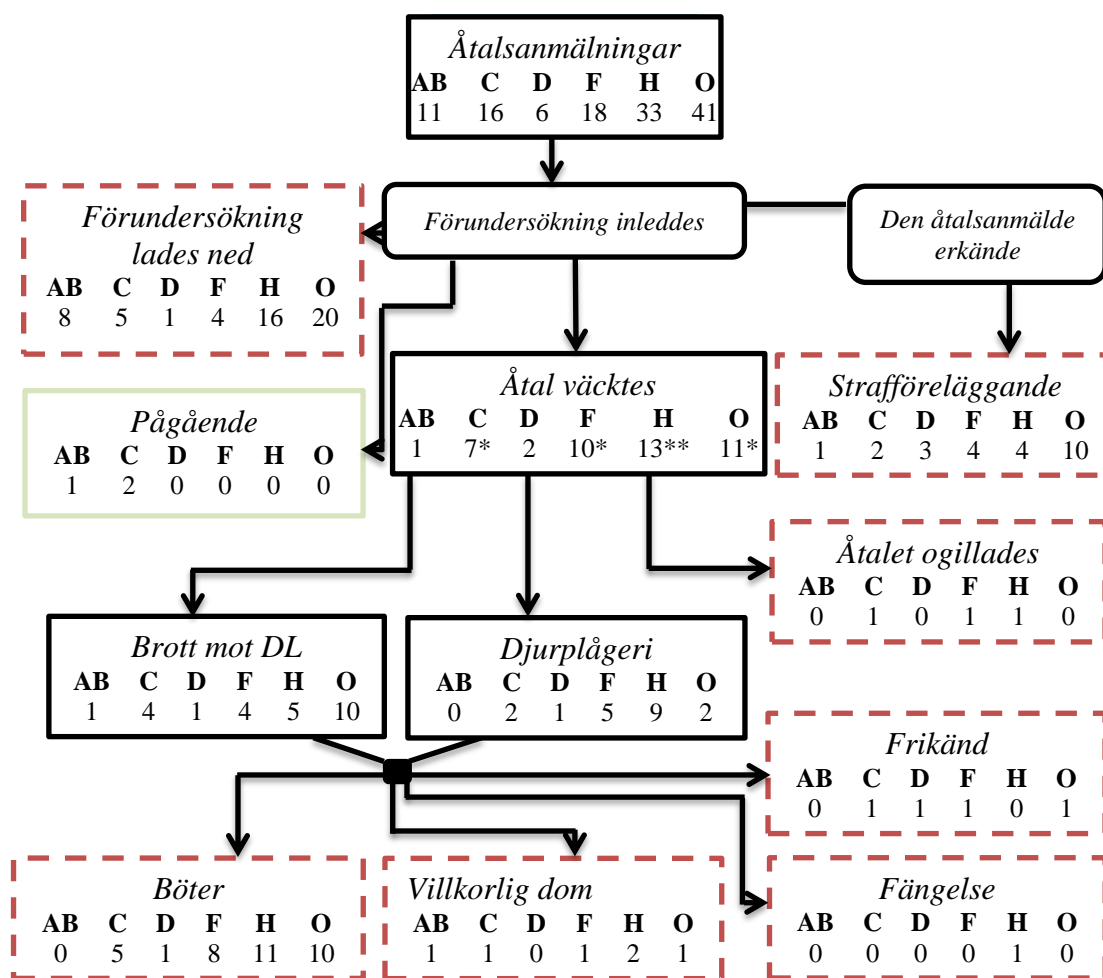 Åtalsanmälningar
AB C D F H O
11 16 6 18 33 41
Förundersökning
lades ned
AB C D F H O
8 5 1 4 16 20
Förundersökning inleddes
Den åtalsanmälde
erkände
Pågående
AB C D F H O
1 2 0 0 0 0
Åtal väcktes
AB C D F H O
1 7* 2 10* 13** 11*
Strafföreläggande
AB C D F H O
1 2 3 4 4 10
Åtalet ogillades
AB C D F H O
0 1 0 1 1 0
Brott mot DL
AB C D F H O
1 4 1 4 5 10
Djurplågeri
AB C D F H O
0 2 1 5 9 2
Frikänd
AB C D F H O
0 1 1 1 0 1
Böter
AB C D F H O
0 5 1 8 11 10
Villkorlig dom
AB C D F H O
1 1 0 1 2 1
Fängelse
AB C D F H O
0 0 0 0 1 0